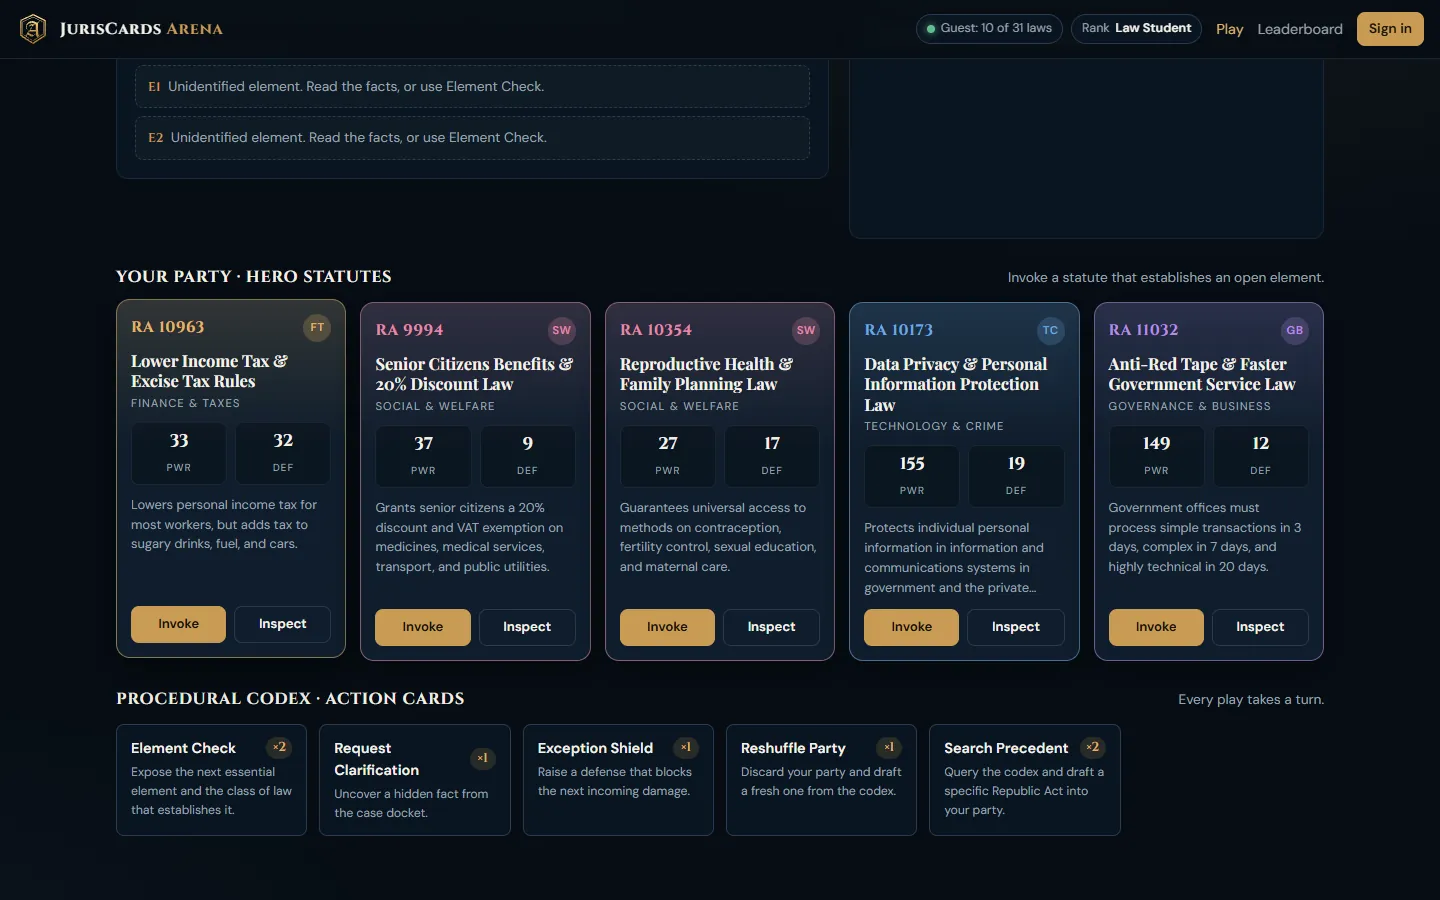 JURISCARDS ARENA
Guest: 10 of 31 laws
Rank Law Student
Play
Leaderboard
Sign in
E1 Unidentified element. Read the facts, or use Element Check.
E2 Unidentified element. Read the facts, or use Element Check.
YOUR PARTY · HERO STATUTES
Invoke a statute that establishes an open element.
RA 10963
FT
Lower Income Tax &
Excise Tax Rules
FINANCE & TAXES
33
PWR
32
DEF
Lowers personal income tax for
most workers, but adds tax to
sugary drinks, fuel, and cars.
Invoke
Inspect
RA 9994
SW
Senior Citizens Benefits &
20% Discount Law
SOCIAL & WELFARE
37
PWR
9
DEF
Grants senior citizens a 20%
discount and VAT exemption on
medicines, medical services,
transport, and public utilities.
Invoke
Inspect
RA 10354
SW
Reproductive Health &
Family Planning Law
SOCIAL & WELFARE
27
PWR
17
DEF
Guarantees universal access to
methods on contraception,
fertility control, sexual education,
and maternal care.
Invoke
Inspect
RA 10173
TC
Data Privacy & Personal
Information Protection
Law
TECHNOLOGY & CRIME
155
PWR
19
DEF
Protects individual personal
information in information and
communications systems in
government and the private...
Invoke
Inspect
RA 11032
GB
Anti-Red Tape & Faster
Government Service Law
GOVERNANCE & BUSINESS
149
PWR
12
DEF
Government offices must
process simple transactions in 3
days, complex in 7 days, and
highly technical in 20 days.
Invoke
Inspect
PROCEDURAL CODEX · ACTION CARDS
Every play takes a turn.
Element Check
×2
Expose the next essential
element and the class of law
that establishes it.
Request
Clarification
×1
Uncover a hidden fact from
the case docket.
Exception Shield
×1
Raise a defense that blocks
the next incoming damage.
Reshuffle Party
×1
Discard your party and draft
a fresh one from the codex.
Search Precedent
×2
Query the codex and draft a
specific Republic Act into
your party.